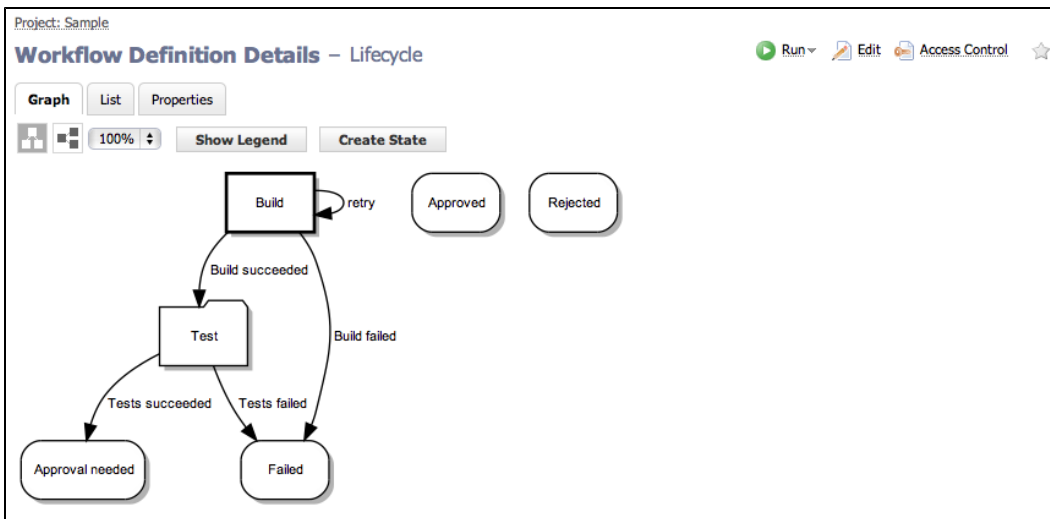 Project: Sample
Workflow Definition Details – Lifecycle
Run Edit Access Control
Graph List Properties
100% Show Legend Create State
Build retry Approved Rejected
Build succeeded
Test Build failed
Tests succeeded Tests failed
Approval needed Failed